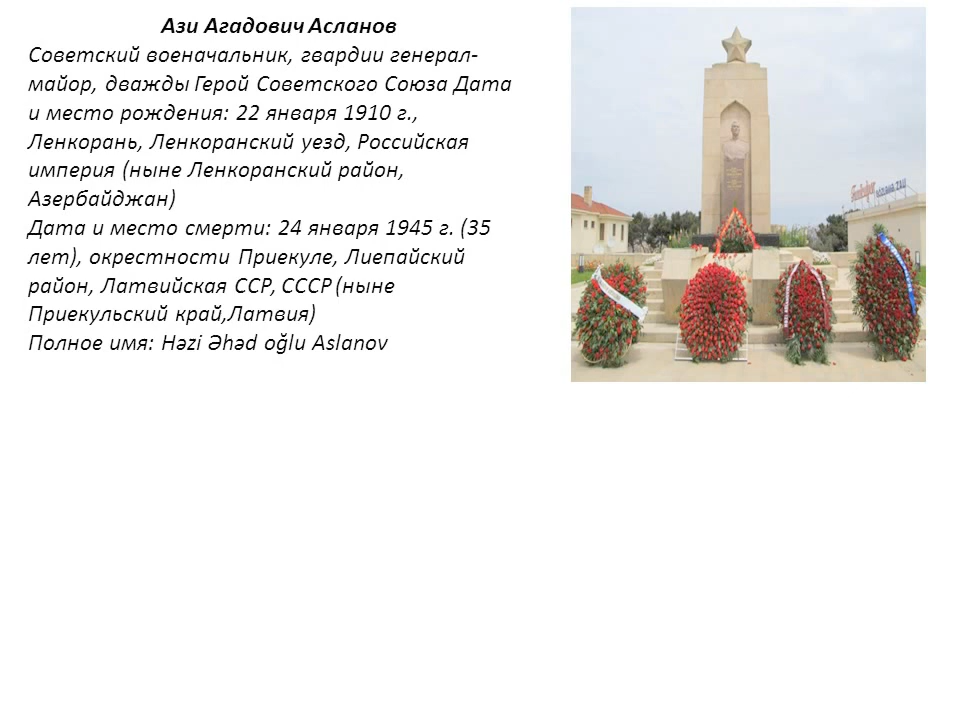 Ази Агадович Асланов
Советский военачальник, гвардии генерал-
майор, дважды Герой Советского Союза Дата
и место рождения: 22 января 1910 г.,
Ленкорань, Ленкоранский уезд, Российская
империя (ныне Ленкоранский район,
Азербайджан)
Дата и место смерти: 24 января 1945 г. (35
лет), окрестности Приекуле, Лиепайский
район, Латвийская ССР, СССР (ныне
Приекульский край,Латвия)
Полное имя: Həzi Əhəd oğlu Aslanov